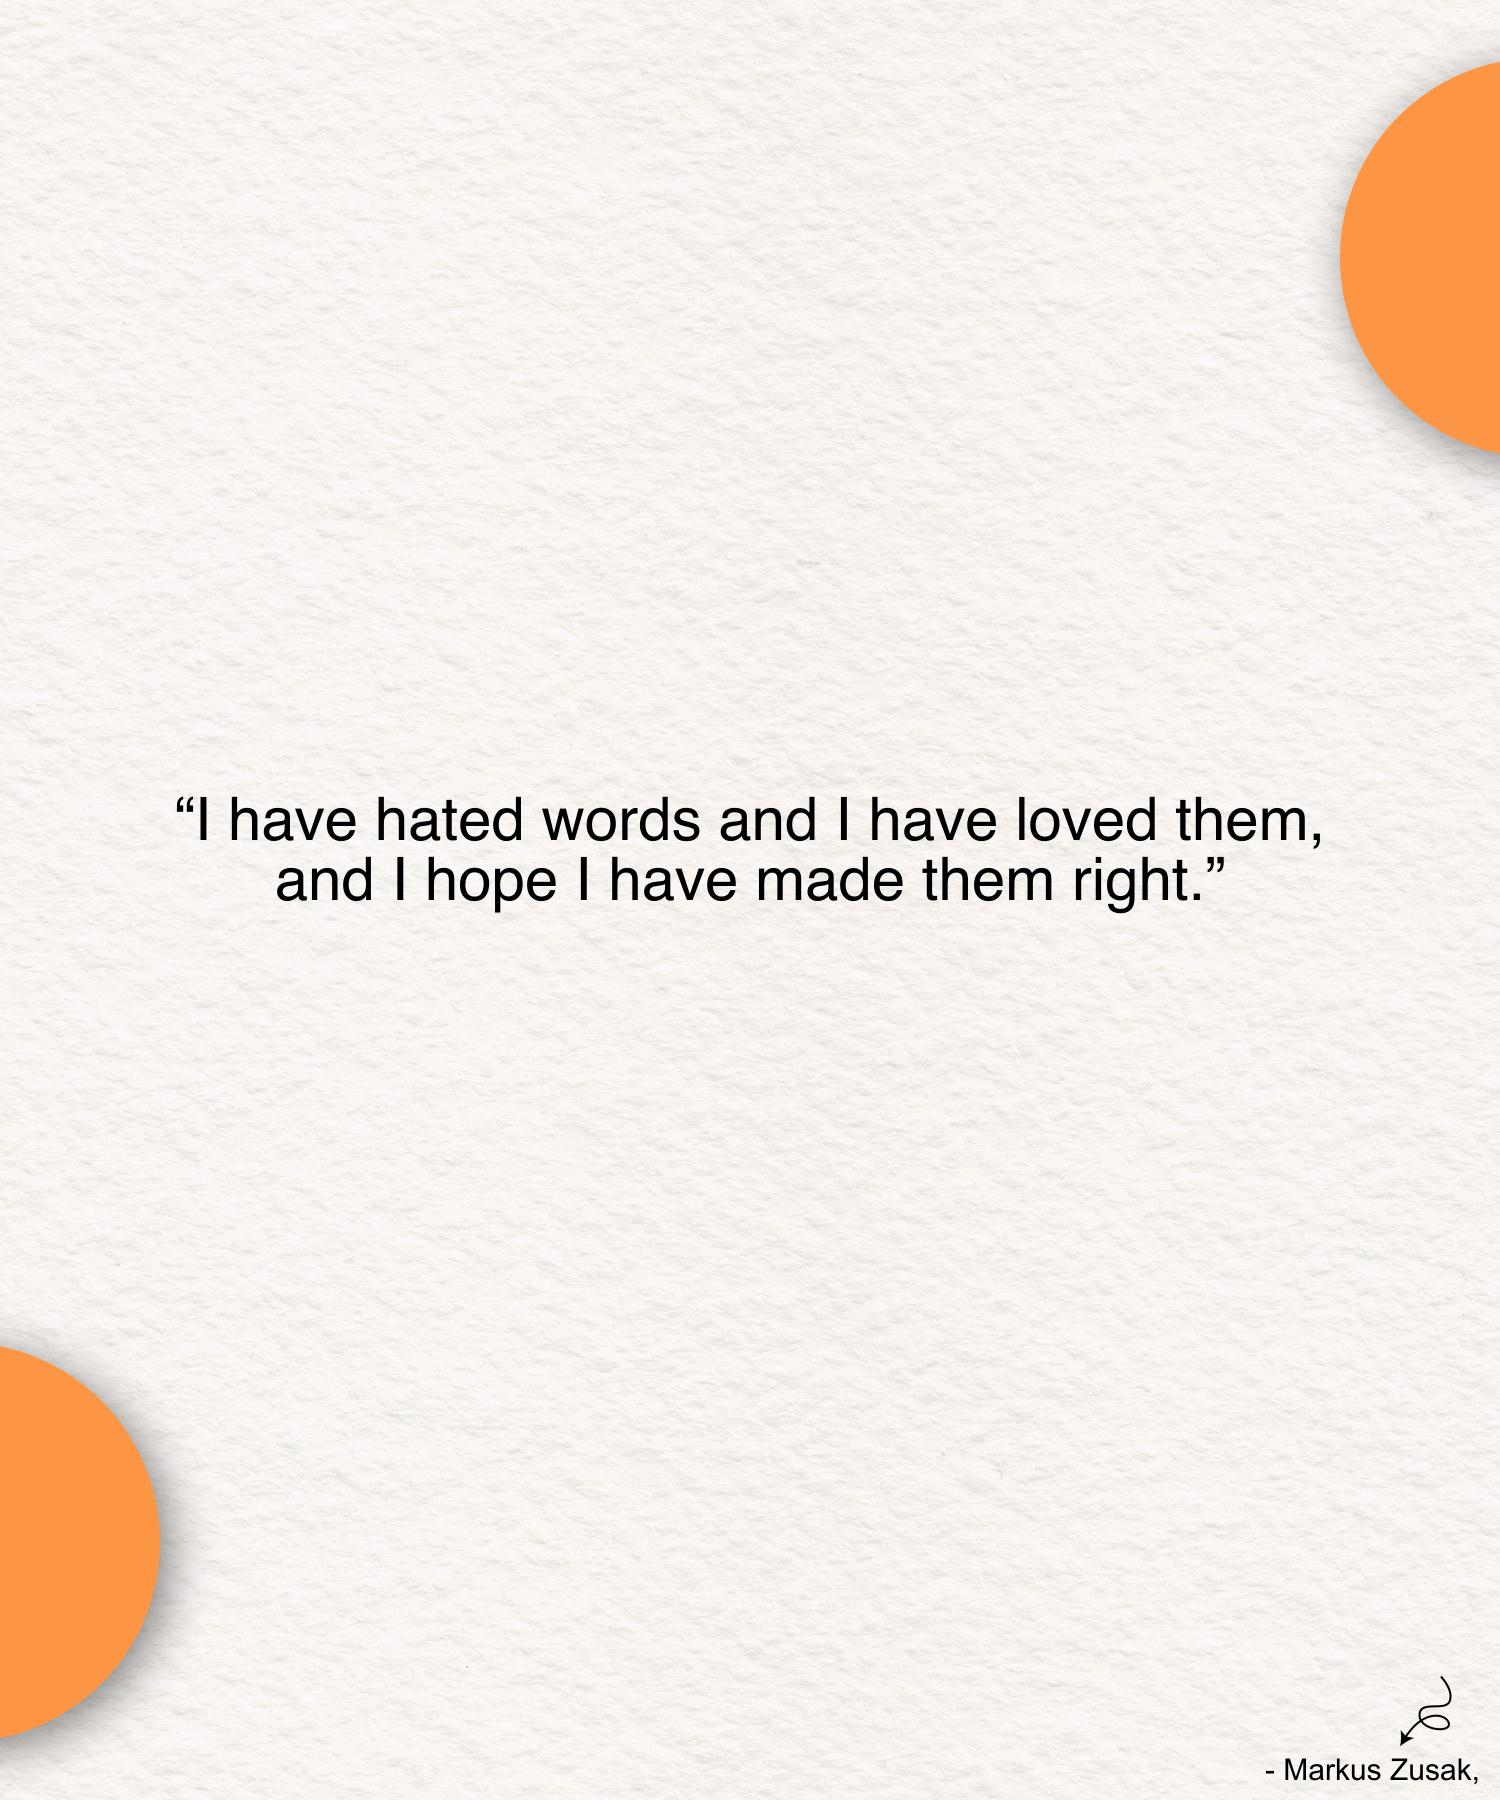 “I have hated words and I have loved them,
and I hope I have made them right.”
- Markus Zusak,